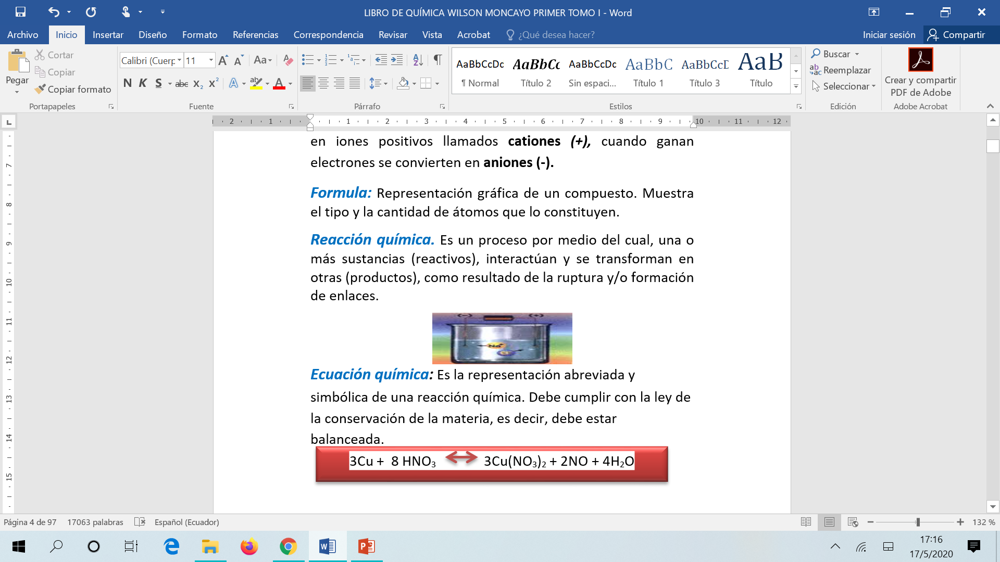 LIBRO DE QUÍMICA WILSON MONCAYO PRIMER TOMO I - Word
Archivo Inicio Insertar Diseño Formato Referencias Correspondencia Revisar Vista Acrobat ¿Qué desea hacer? Iniciar sesión Compartir
Pegar
Cortar
Copiar
Copiar formato
Portapapeles
Calibri (Cuerp 11
N K S abc x₂ x²
Fuente
Párrafo
AaBbCcDc AaBbCc AaBbCcDc AaBbC AaBbCcD AaB
¶ Normal Título 2 Sin espaci... Título 1 Título 3 Título
Estilos
Buscar
Reemplazar
Seleccionar
Edición
Crear y compartir
PDF de Adobe
Adobe Acrobat
2 1 1 2 3 4 5 6 7 8 9 10 11 12
7
8
9
10
11
12
13
14
15
en iones positivos llamados cationes (+), cuando ganan
electrones se convierten en aniones (-).
Formula: Representación gráfica de un compuesto. Muestra
el tipo y la cantidad de átomos que lo constituyen.
Reacción química. Es un proceso por medio del cual, una o
más sustancias (reactivos), interactúan y se transforman en
otras (productos), como resultado de la ruptura y/o formación
de enlaces.
(-) (+)
Na⁺
Ecuación química: Es la representación abreviada y
simbólica de una reacción química. Debe cumplir con la ley de
la conservación de la materia, es decir, debe estar
balanceada.
3Cu + 8 HNO₃ ⟷ 3Cu(NO₃)₂ + 2NO + 4H₂O
Página 4 de 97 17063 palabras Español (Ecuador) 132 %
17:16
17/5/2020